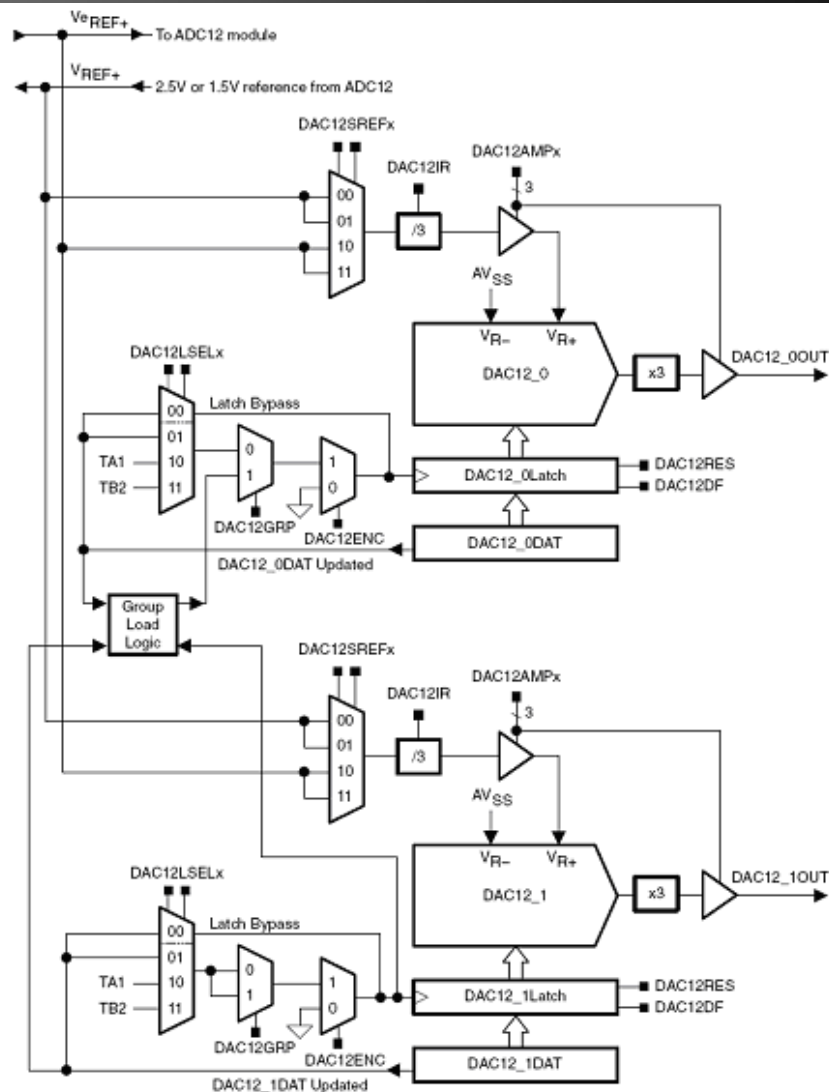 VeREF+
To ADC12 module
VREF+
2.5V or 1.5V reference from ADC12
DAC12SREFx
DAC12IR
DAC12AMPx
3
00
01
10
11
/3
AVSS
VR−
VR+
DAC12_0
x3
DAC12_0OUT
DAC12LSELx
Latch Bypass
00
01
TA1
10
TB2
11
0
1
1
0
DAC12GRP
DAC12ENC
DAC12_0Latch
DAC12RES
DAC12DF
DAC12_0DAT
DAC12_0DAT Updated
Group
Load
Logic
DAC12SREFx
DAC12IR
DAC12AMPx
3
00
01
10
11
/3
AVSS
VR−
VR+
DAC12_1
x3
DAC12_1OUT
DAC12LSELx
Latch Bypass
00
01
TA1
10
TB2
11
0
1
1
0
DAC12GRP
DAC12ENC
DAC12_1Latch
DAC12RES
DAC12DF
DAC12_1DAT
DAC12_1DAT Updated